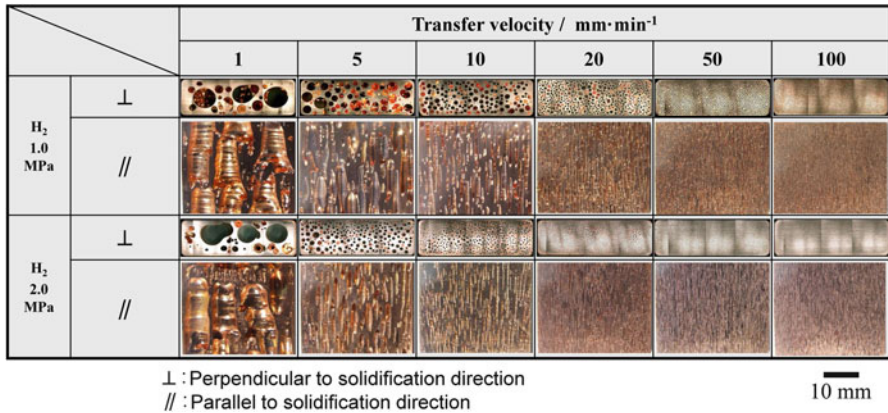 Transfer velocity / mm·min⁻¹
1 5 10 20 50 100
H₂
1.0
MPa
⊥
//
H₂
2.0
MPa
⊥
//
⊥ : Perpendicular to solidification direction
// : Parallel to solidification direction
10 mm